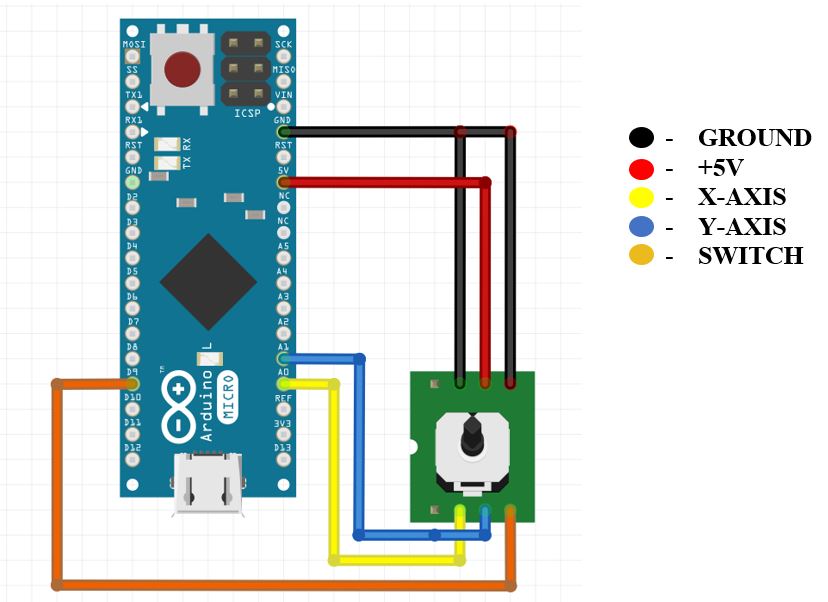 MOSI
SS
TX1
RX1
RST
GND
D2
D3
D4
D5
D6
D7
D8
D9
D10
D11
D12
SCK
MISO
VIN
GND
RST
5V
NC
NC
A5
A4
A3
A2
A1
A0
REF
3V3
D13
ICSP
RX
TX
L
TM
Arduino
MICRO
- GROUND
- +5V
- X-AXIS
- Y-AXIS
- SWITCH